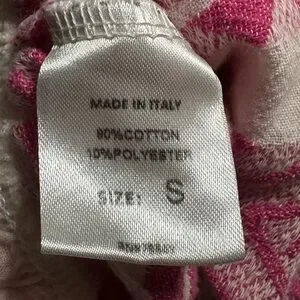 MADE IN ITALY
90%COTTON
10%POLYESTER
SIZE: S